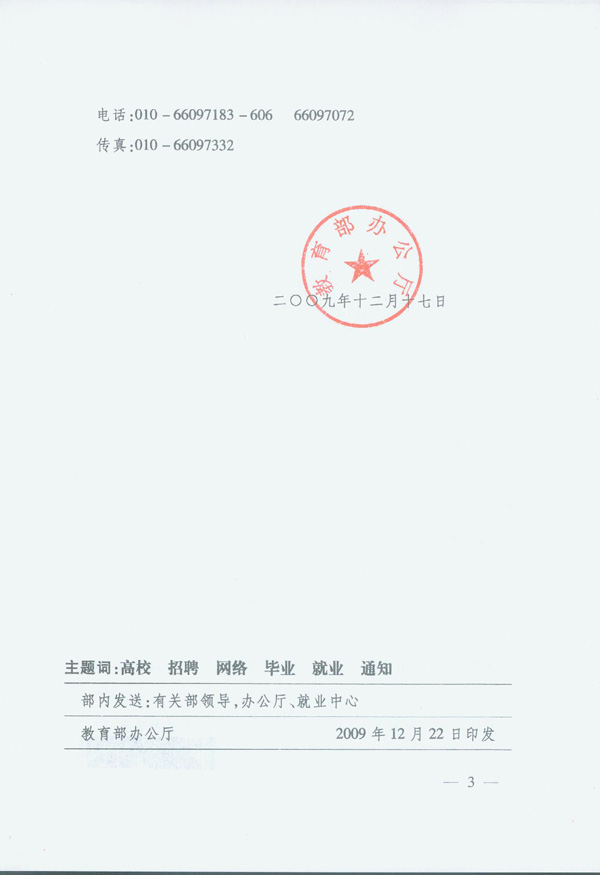 电话:010-66097183-606 66097072
传真:010-66097332
教育部办公厅
二〇〇九年十二月十七日
主题词:高校 招聘 网络 毕业 就业 通知
部内发送:有关部领导,办公厅、就业中心
教育部办公厅 2009年12月22日印发
— 3 —